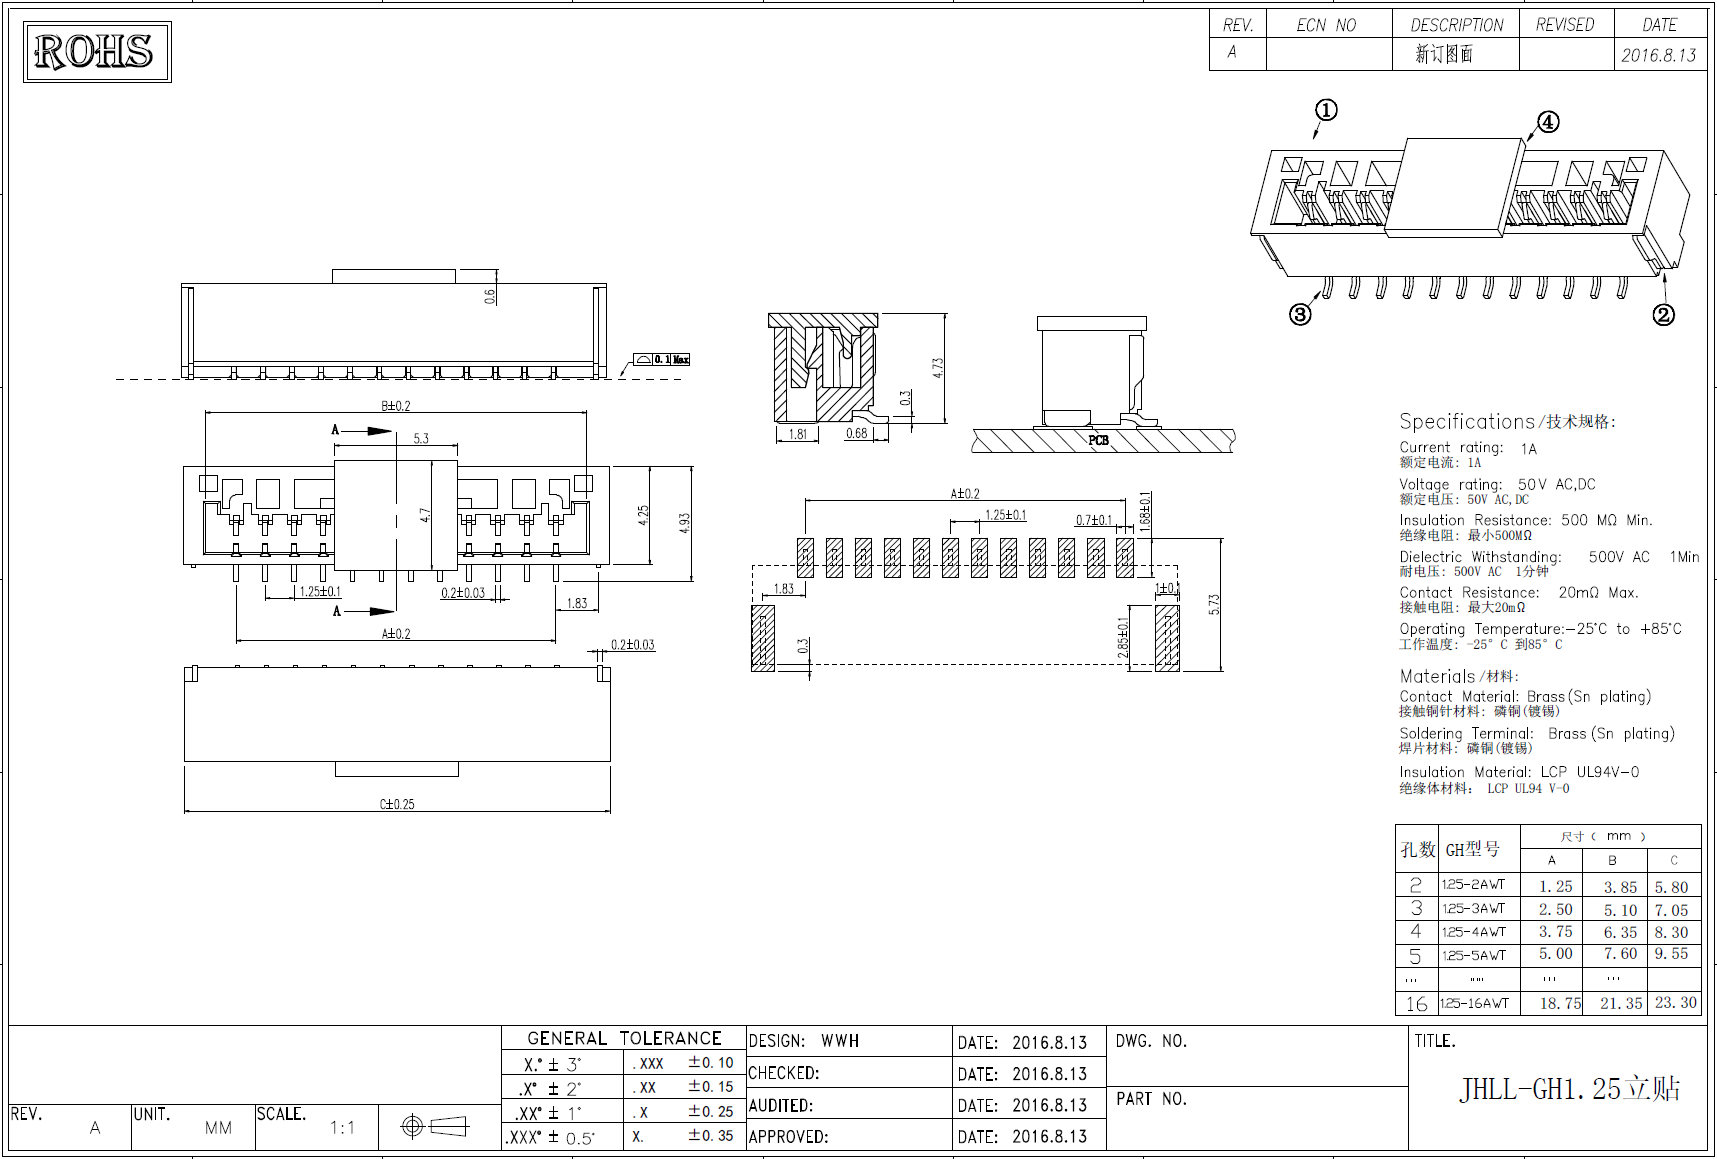 ROHS
REV. ECN NO DESCRIPTION REVISED DATE
A 新订图面 2016.8.13
① ④ ③ ②
0.6
0.1 Max
B±0.2
A
5.3
4.7
4.25
4.93
1.25±0.1
0.2±0.03
1.83
A
A±0.2
0.2±0.03
C±0.25
4.73
0.3
1.81
0.68
PCB
A±0.2
1.25±0.1
0.7±0.1
1.68±0.1
1.83
1±0.
5.73
2.85±0.1
0.3
Specifications/技术规格:
Current rating: 1A
额定电流: 1A
Voltage rating: 50V AC,DC
额定电压: 50V AC,DC
Insulation Resistance: 500 MΩ Min.
绝缘电阻: 最小500MΩ
Dielectric Withstanding: 500V AC 1Min
耐电压: 500V AC 1分钟
Contact Resistance: 20mΩ Max.
接触电阻: 最大20mΩ
Operating Temperature:-25°C to +85°C
工作温度: -25°C 到85°C
Materials/材料:
Contact Material: Brass(Sn plating)
接触铜针材料: 磷铜(镀锡)
Soldering Terminal: Brass(Sn plating)
焊片材料: 磷铜(镀锡)
Insulation Material: LCP UL94V-0
绝缘体材料: LCP UL94 V-0
孔数 GH型号 尺寸( mm )
A B C
2 1.25-2AWT 1.25 3.85 5.80
3 1.25-3AWT 2.50 5.10 7.05
4 1.25-4AWT 3.75 6.35 8.30
5 1.25-5AWT 5.00 7.60 9.55
... """ ... ...
16 1.25-16AWT 18.75 21.35 23.30
GENERAL TOLERANCE
X.° ± 3° .XXX ±0.10
.X° ± 2° .XX ±0.15
.XX° ± 1° .X ±0.25
.XXX° ± 0.5° X. ±0.35
REV. A
UNIT. MM
SCALE. 1:1
DESIGN: WWH DATE: 2016.8.13
CHECKED: DATE: 2016.8.13
AUDITED: DATE: 2016.8.13
APPROVED: DATE: 2016.8.13
DWG. NO.
PART NO.
TITLE.
JHLL-GH1.25立贴